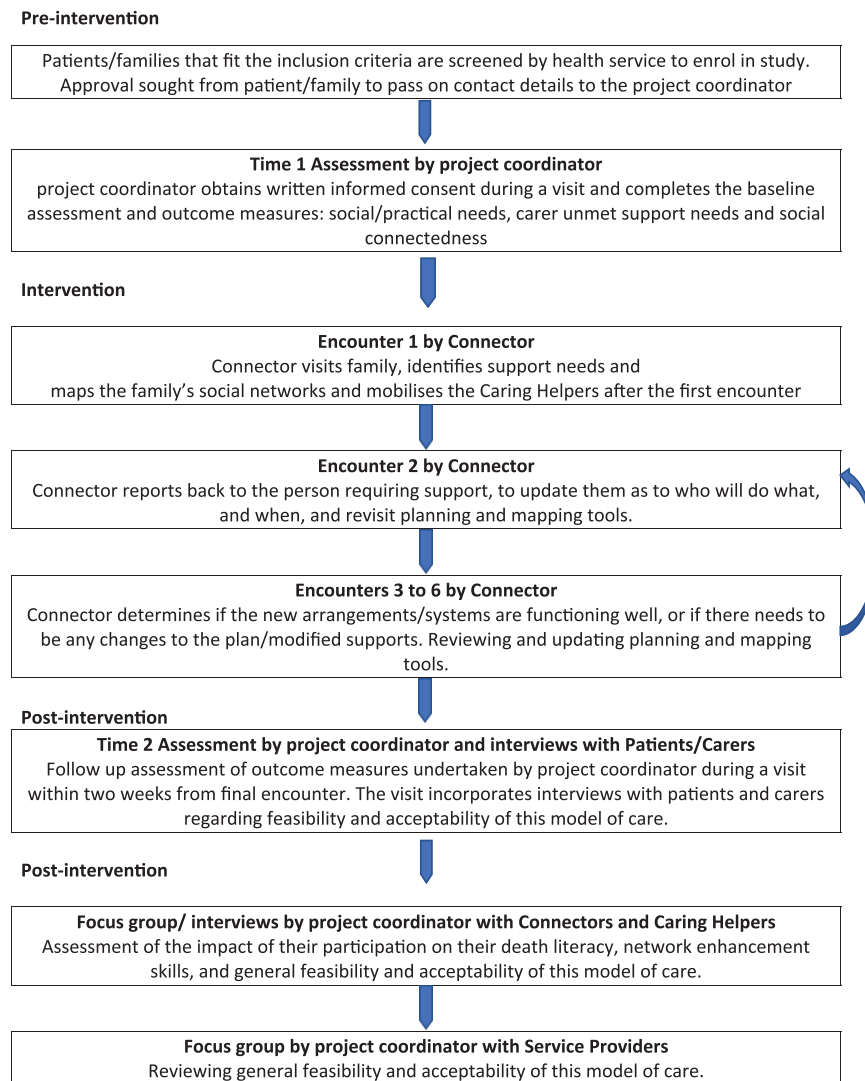 Pre-intervention
Patients/families that fit the inclusion criteria are screened by health service to enrol in study.
Approval sought from patient/family to pass on contact details to the project coordinator
Time 1 Assessment by project coordinator
project coordinator obtains written informed consent during a visit and completes the baseline
assessment and outcome measures: social/practical needs, carer unmet support needs and social
connectedness
Intervention
Encounter 1 by Connector
Connector visits family, identifies support needs and
maps the family's social networks and mobilises the Caring Helpers after the first encounter
Encounter 2 by Connector
Connector reports back to the person requiring support, to update them as to who will do what,
and when, and revisit planning and mapping tools.
Encounters 3 to 6 by Connector
Connector determines if the new arrangements/systems are functioning well, or if there needs to
be any changes to the plan/modified supports. Reviewing and updating planning and mapping
tools.
Post-intervention
Time 2 Assessment by project coordinator and interviews with Patients/Carers
Follow up assessment of outcome measures undertaken by project coordinator during a visit
within two weeks from final encounter. The visit incorporates interviews with patients and carers
regarding feasibility and acceptability of this model of care.
Post-intervention
Focus group/ interviews by project coordinator with Connectors and Caring Helpers
Assessment of the impact of their participation on their death literacy, network enhancement
skills, and general feasibility and acceptability of this model of care.
Focus group by project coordinator with Service Providers
Reviewing general feasibility and acceptability of this model of care.